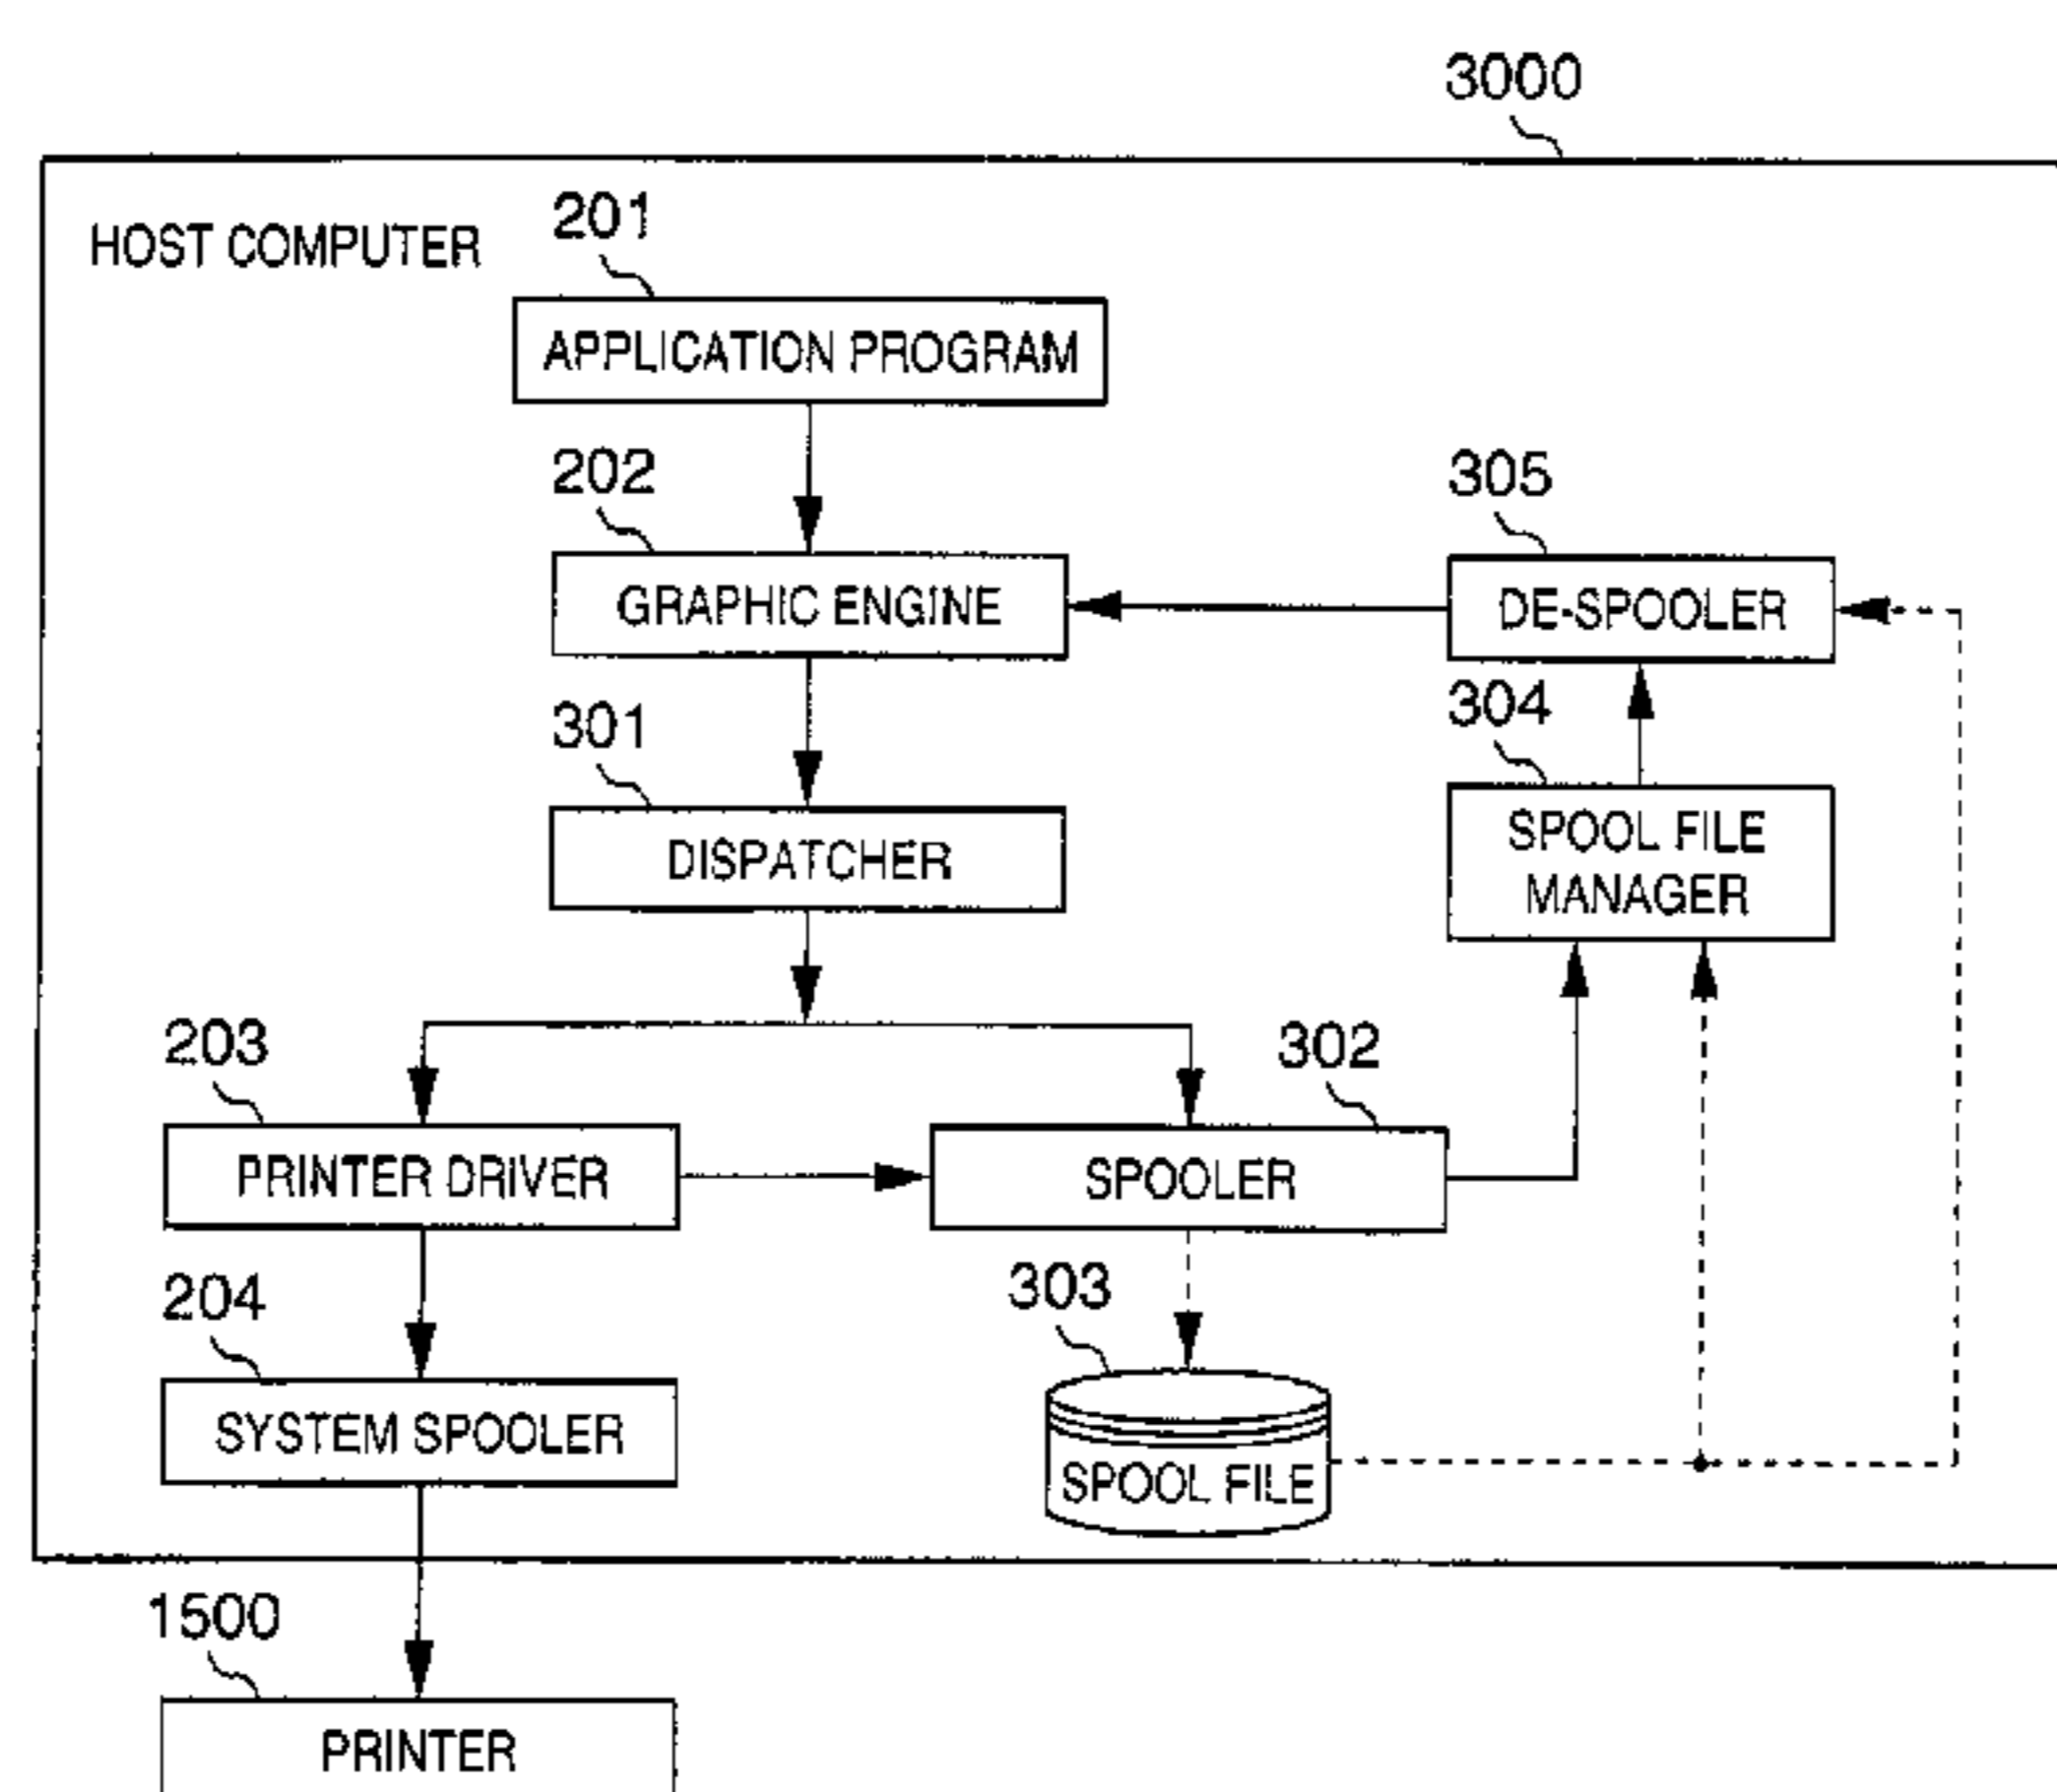 3000
HOST COMPUTER
201
APPLICATION PROGRAM
202
GRAPHIC ENGINE
305
DE-SPOOLER
301
DISPATCHER
304
SPOOL FILE
MANAGER
203
PRINTER DRIVER
302
SPOOLER
204
SYSTEM SPOOLER
303
SPOOL FILE
1500
PRINTER